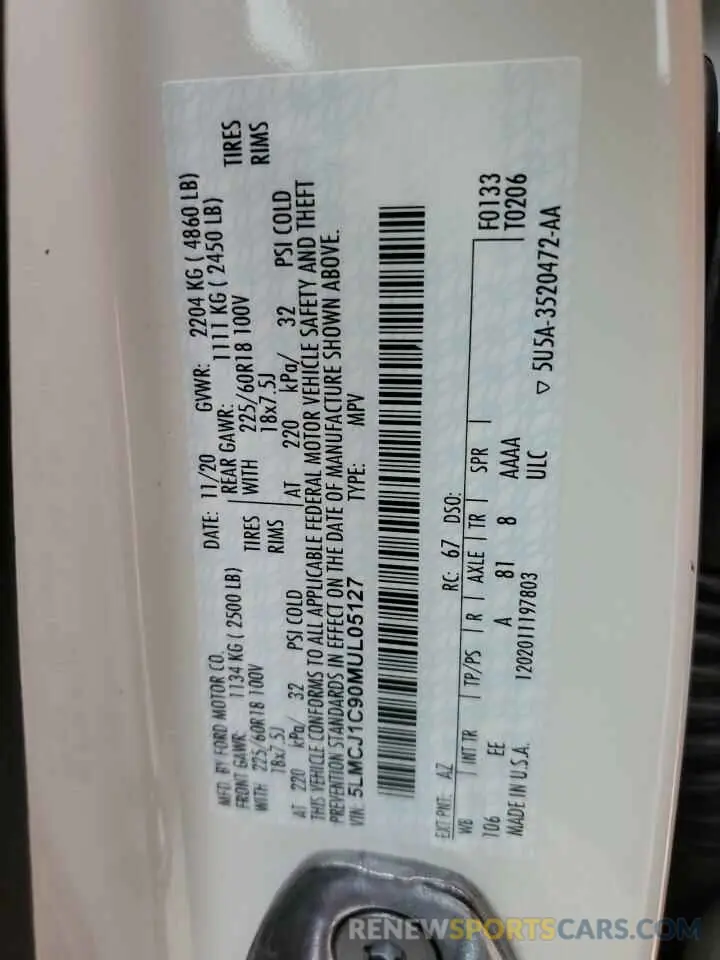 MFD. BY FORD MOTOR CO.
DATE: 11/20 GVWR: 2204 KG ( 4860 LB)
FRONT GAWR: 1134 KG ( 2500 LB) REAR GAWR: 1111 KG ( 2450 LB)
WITH 225/60R18 100V TIRES WITH 225/60R18 100V TIRES
18x7.5J RIMS 18x7.5J RIMS
AT 220 kPa/ 32 PSI COLD AT 220 kPa/ 32 PSI COLD
THIS VEHICLE CONFORMS TO ALL APPLICABLE FEDERAL MOTOR VEHICLE SAFETY AND THEFT
PREVENTION STANDARDS IN EFFECT ON THE DATE OF MANUFACTURE SHOWN ABOVE.
VIN: 5LMCJ1C90MUL05127 TYPE: MPV
EXT PNT: AZ RC: 67 DSO: F0133
WB INT TR TP/PS R AXLE TR SPR T0206
106 EE A 81 8 AAAA
MADE IN U.S.A. 1202011197803 ULC
▽ 5U5A-3520472-AA
RENEWSPORTSCARS.COM